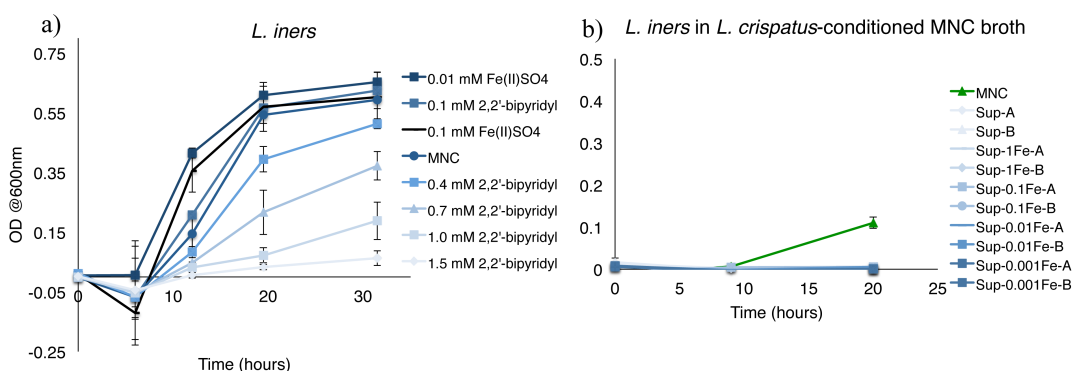 a)
L. iners
OD @600nm
0.75
0.55
0.35
0.15
-0.05
-0.25
0
10
20
30
Time (hours)
0.01 mM Fe(II)SO4
0.1 mM 2,2'-bipyridyl
0.1 mM Fe(II)SO4
MNC
0.4 mM 2,2'-bipyridyl
0.7 mM 2,2'-bipyridyl
1.0 mM 2,2'-bipyridyl
1.5 mM 2,2'-bipyridyl
b)
L. iners in L. crispatus-conditioned MNC broth
0.5
0.4
0.3
0.2
0.1
0
0
5
10
15
20
25
Time (hours)
MNC
Sup-A
Sup-B
Sup-1Fe-A
Sup-1Fe-B
Sup-0.1Fe-A
Sup-0.1Fe-B
Sup-0.01Fe-A
Sup-0.01Fe-B
Sup-0.001Fe-A
Sup-0.001Fe-B